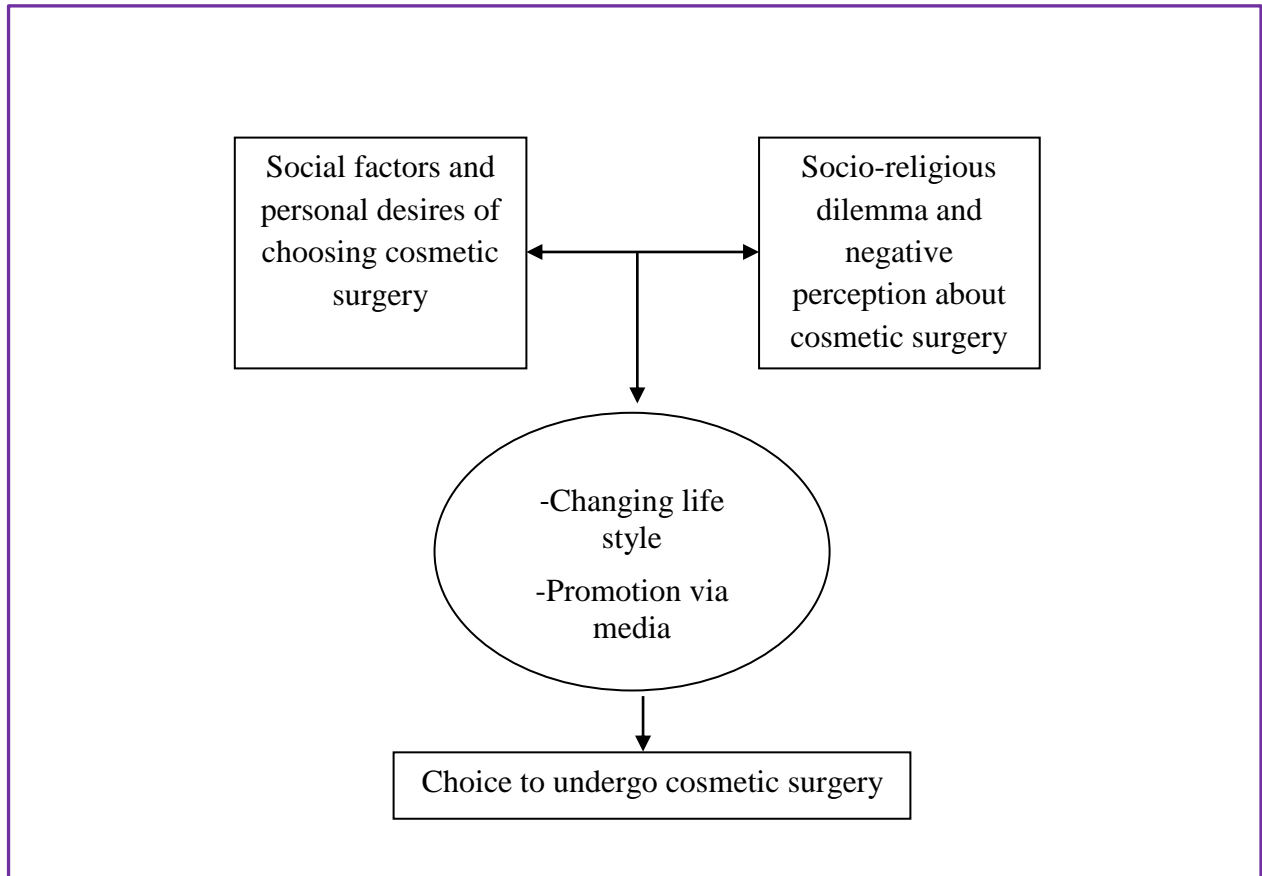 Social factors and
personal desires of
choosing cosmetic
surgery
Socio-religious
dilemma and
negative
perception about
cosmetic surgery
-Changing life
style
-Promotion via
media
Choice to undergo cosmetic surgery